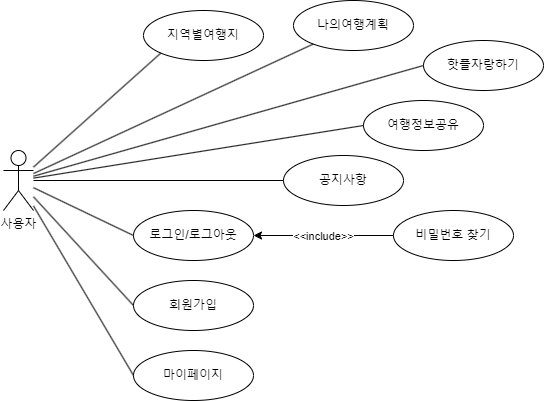 나의여행계획
지역별여행지
핫플자랑하기
여행정보공유
공지사항
사용자
로그인/로그아웃
<<include>>
비밀번호 찾기
회원가입
마이페이지